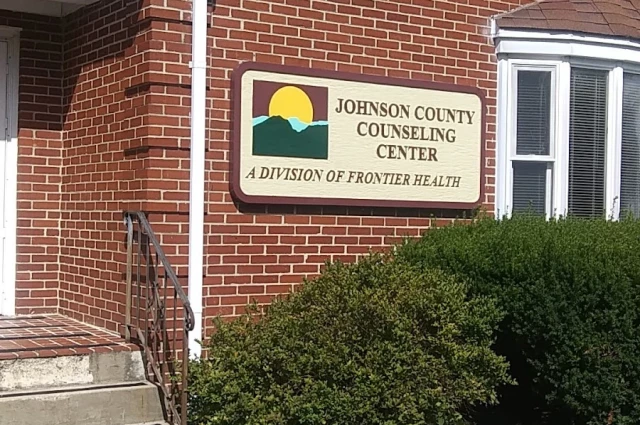 JOHNSON COUNTY
COUNSELING
CENTER
A DIVISION OF FRONTIER HEALTH